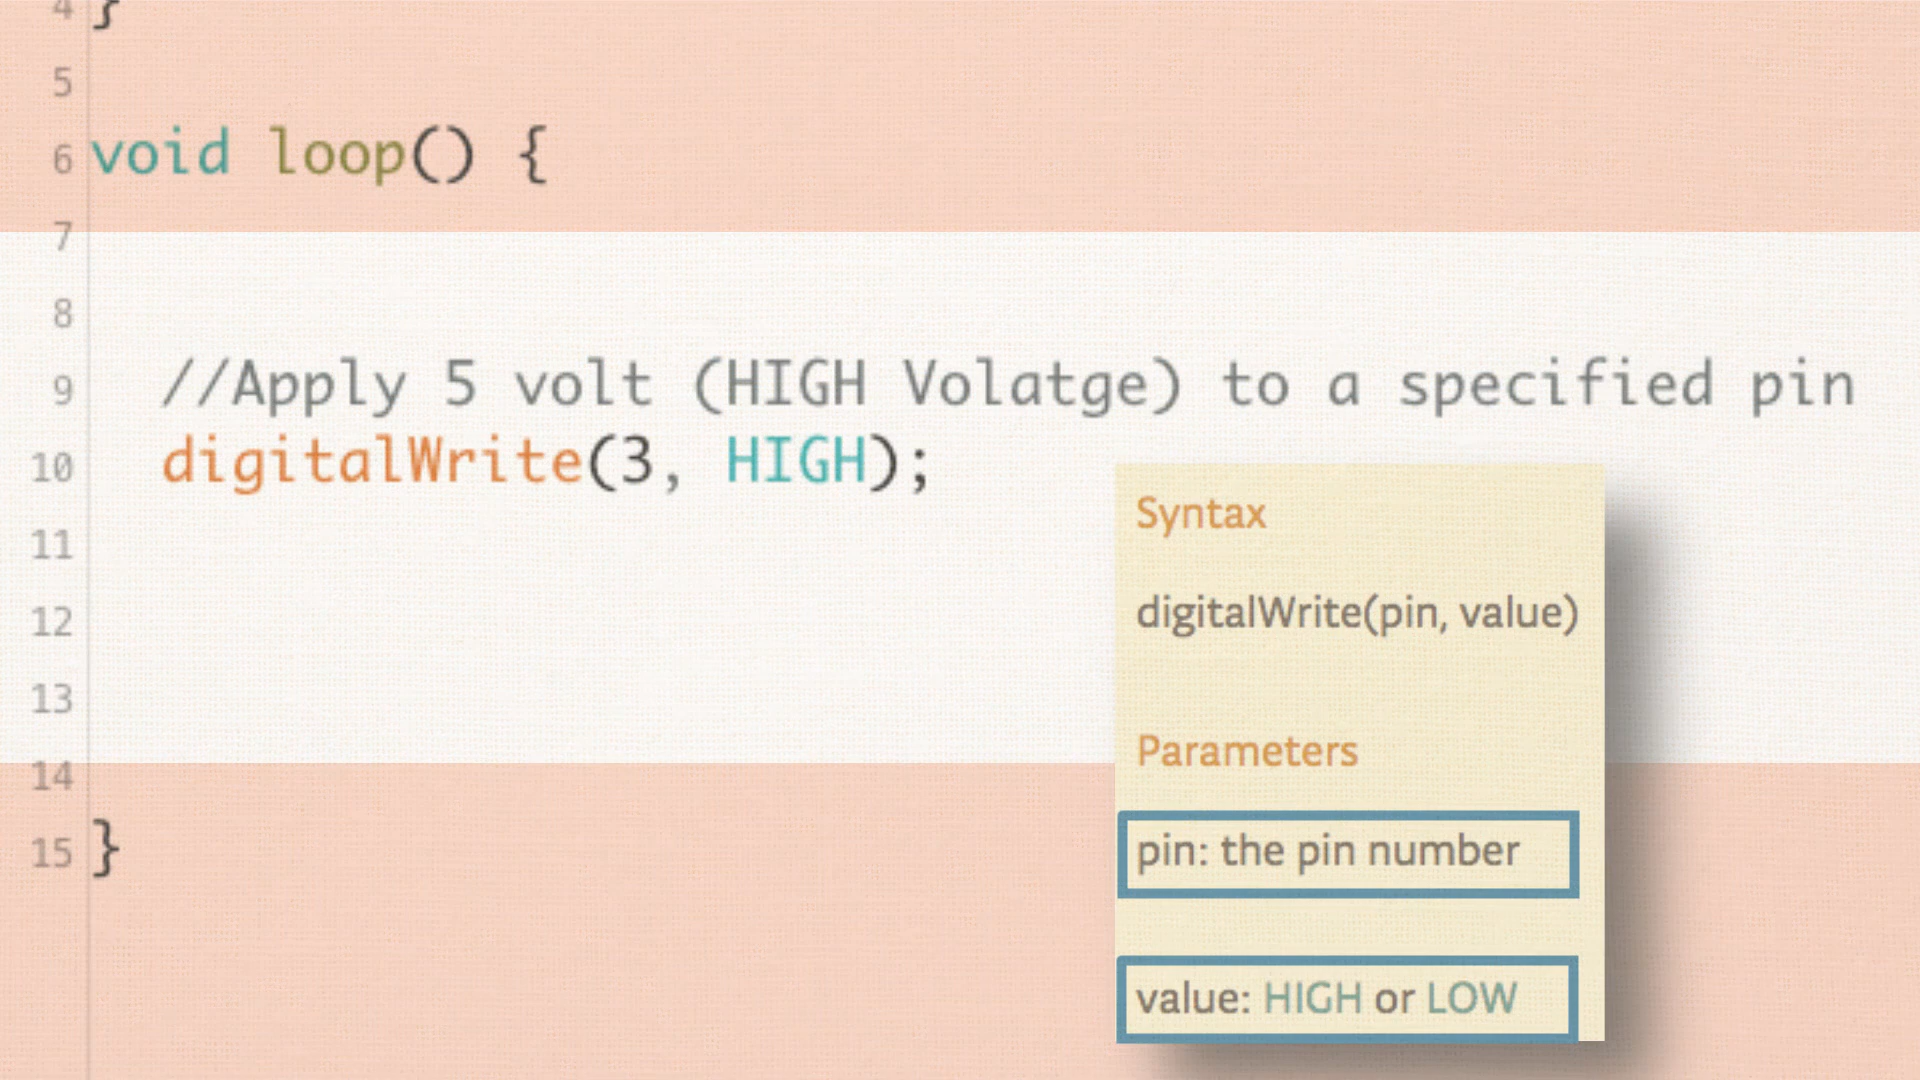 4 }
5
6 void loop() {
7
8
9 //Apply 5 volt (HIGH Volatge) to a specified pin
10 digitalWrite(3, HIGH);
11
12
13
14
15 }
Syntax
digitalWrite(pin, value)
Parameters
pin: the pin number
value: HIGH or LOW